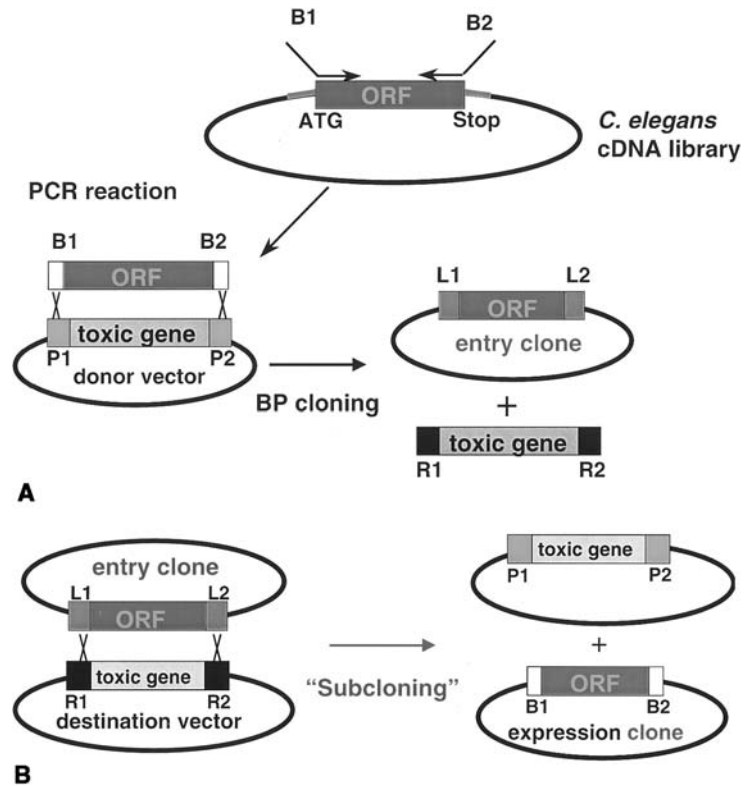 B1
B2
ORF
ATG
Stop
C. elegans
cDNA library
PCR reaction
B1
B2
ORF
toxic gene
P1
P2
donor vector
BP cloning
L1
L2
ORF
entry clone
+
toxic gene
R1
R2
A
entry clone
L1
L2
ORF
toxic gene
R1
R2
destination vector
"Subcloning"
toxic gene
P1
P2
+
ORF
B1
B2
expression clone
B